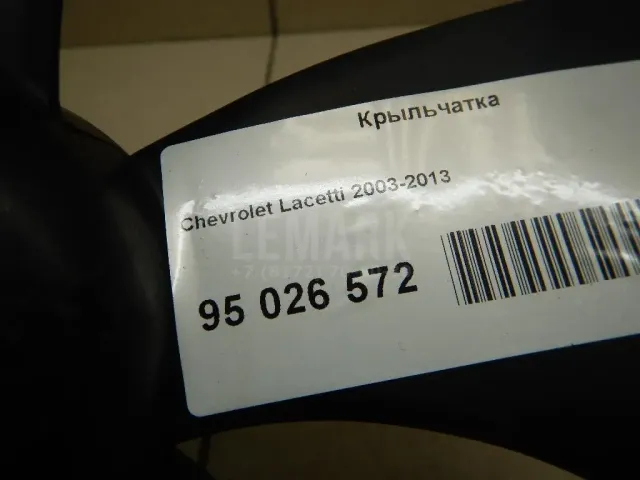 Крыльчатка
Chevrolet Lacetti 2003-2013
LEMARK
95 026 572